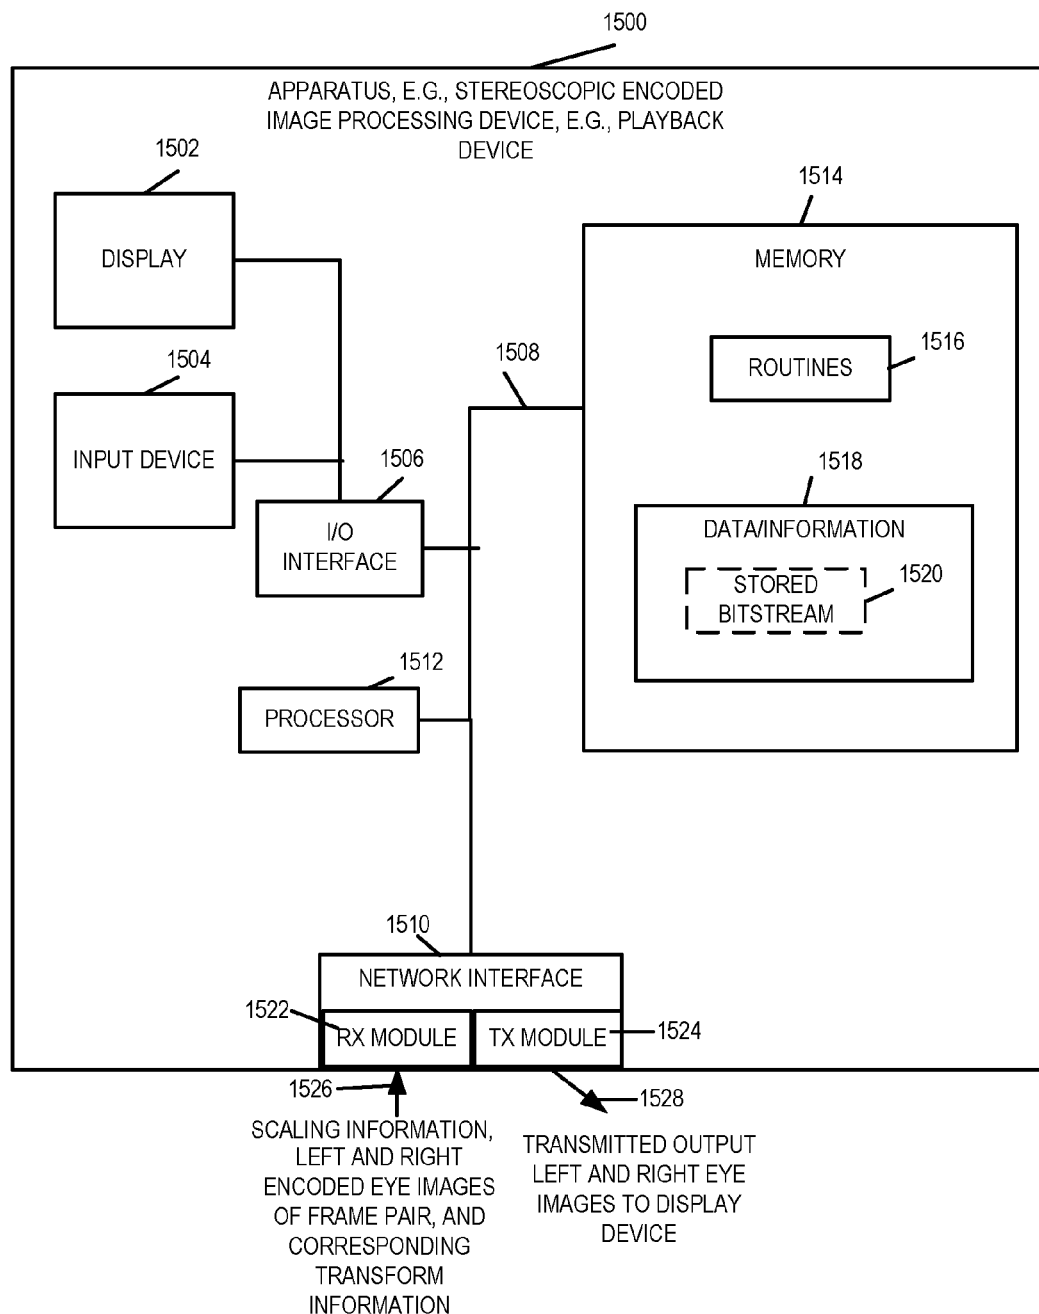 1500
APPARATUS, E.G., STEREOSCOPIC ENCODED
IMAGE PROCESSING DEVICE, E.G., PLAYBACK
DEVICE
1502
DISPLAY
1504
INPUT DEVICE
1506
I/O
INTERFACE
1508
1512
PROCESSOR
1514
MEMORY
ROUTINES
1516
1518
DATA/INFORMATION
STORED
BITSTREAM
1520
1510
NETWORK INTERFACE
1522
RX MODULE
TX MODULE
1524
1526
SCALING INFORMATION,
LEFT AND RIGHT
ENCODED EYE IMAGES
OF FRAME PAIR, AND
CORRESPONDING
TRANSFORM
INFORMATION
1528
TRANSMITTED OUTPUT
LEFT AND RIGHT EYE
IMAGES TO DISPLAY
DEVICE